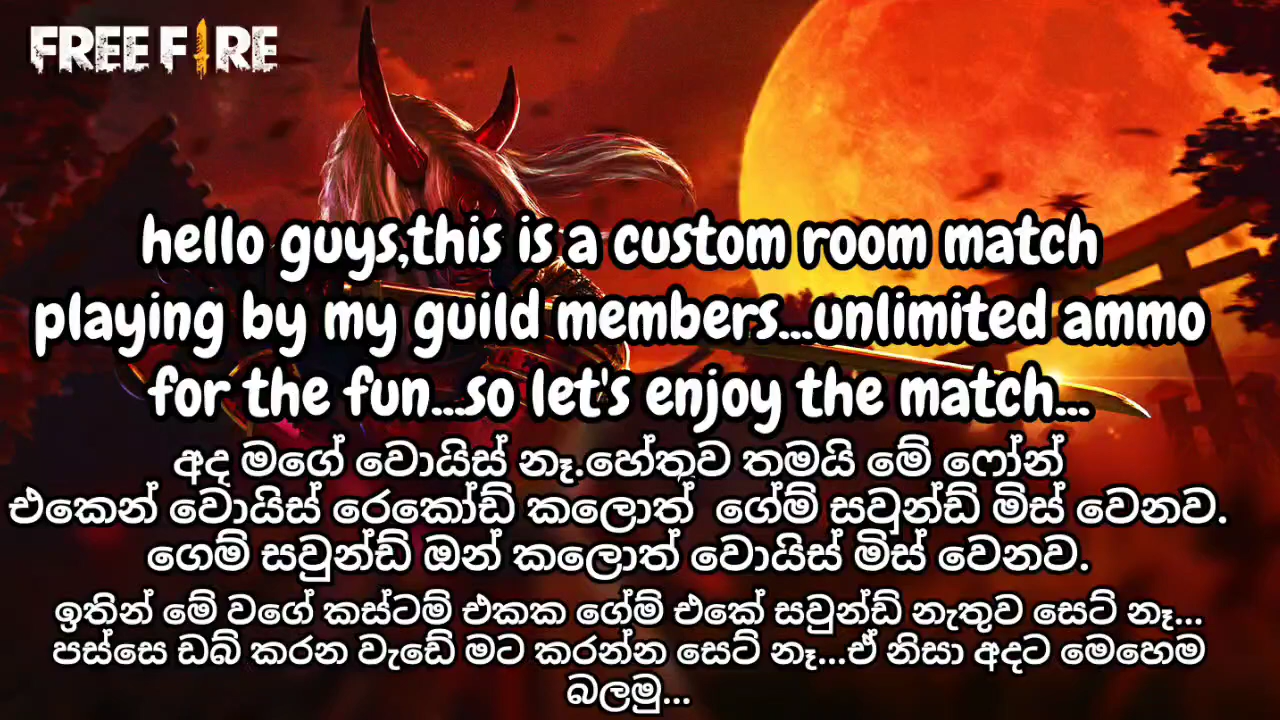 FREE FIRE
hello guys,this is a custom room match
playing by my guild members...unlimited ammo
for the fun...so let's enjoy the match...
අද මගේ වොයිස් නෑ.හේතුව තමයි මේ ෆෝන්
එකෙන් වොයිස් රෙකෝඩ් කලොත් ගේම් සවුන්ඩ් මිස් වෙනව.
ගෙම් සවුන්ඩ් ඔන් කලොත් වොයිස් මිස් වෙනව.
ඉතින් මේ වගේ කස්ටම් එකක ගේම් එකේ සවුන්ඩ් නැතුව සෙට් නෑ...
පස්සෙ ඩබ් කරන වැඩේ මට කරන්න සෙට් නෑ...ඒ නිසා අදට මෙහෙම
බලමු...